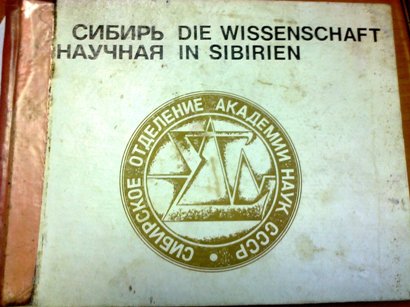 СИБИРЬ DIE WISSENSCHAFT
НАУЧНАЯ IN SIBIRIEN
СИБИРСКОЕ ОТДЕЛЕНИЕ АКАДЕМИИ НАУК СССР